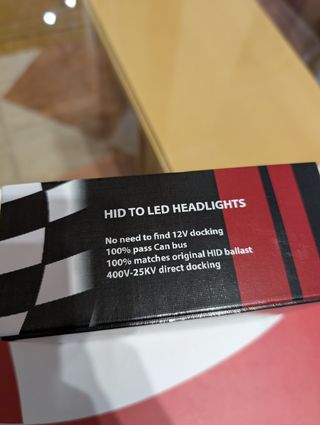 HID TO LED HEADLIGHTS
No need to find 12V docking
100% pass Can bus
100% matches original HID ballast
400V-25KV direct docking